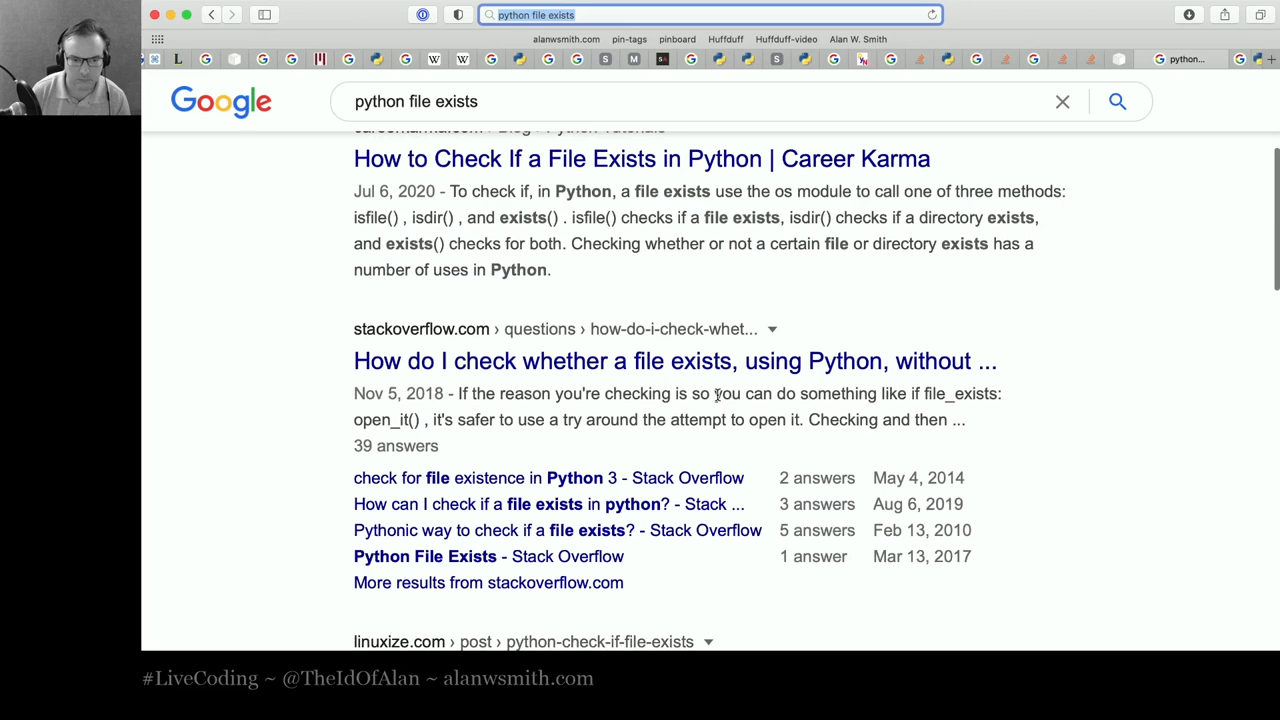 python file exists
alanwsmith.com pin-tags pinboard Huffduff Huffduff-video Alan W. Smith
python...
Google
python file exists
How to Check If a File Exists in Python | Career Karma
Jul 6, 2020 - To check if, in Python, a file exists use the os module to call one of three methods:
isfile() , isdir() , and exists() . isfile() checks if a file exists, isdir() checks if a directory exists,
and exists() checks for both. Checking whether or not a certain file or directory exists has a
number of uses in Python.
stackoverflow.com › questions › how-do-i-check-whet...
How do I check whether a file exists, using Python, without ...
Nov 5, 2018 - If the reason you're checking is so you can do something like if file_exists:
open_it() , it's safer to use a try around the attempt to open it. Checking and then ...
39 answers
check for file existence in Python 3 - Stack Overflow 2 answers May 4, 2014
How can I check if a file exists in python? - Stack ... 3 answers Aug 6, 2019
Pythonic way to check if a file exists? - Stack Overflow 5 answers Feb 13, 2010
Python File Exists - Stack Overflow 1 answer Mar 13, 2017
More results from stackoverflow.com
linuxize.com › post › python-check-if-file-exists
#LiveCoding ~ @TheIdOfAlan ~ alanwsmith.com